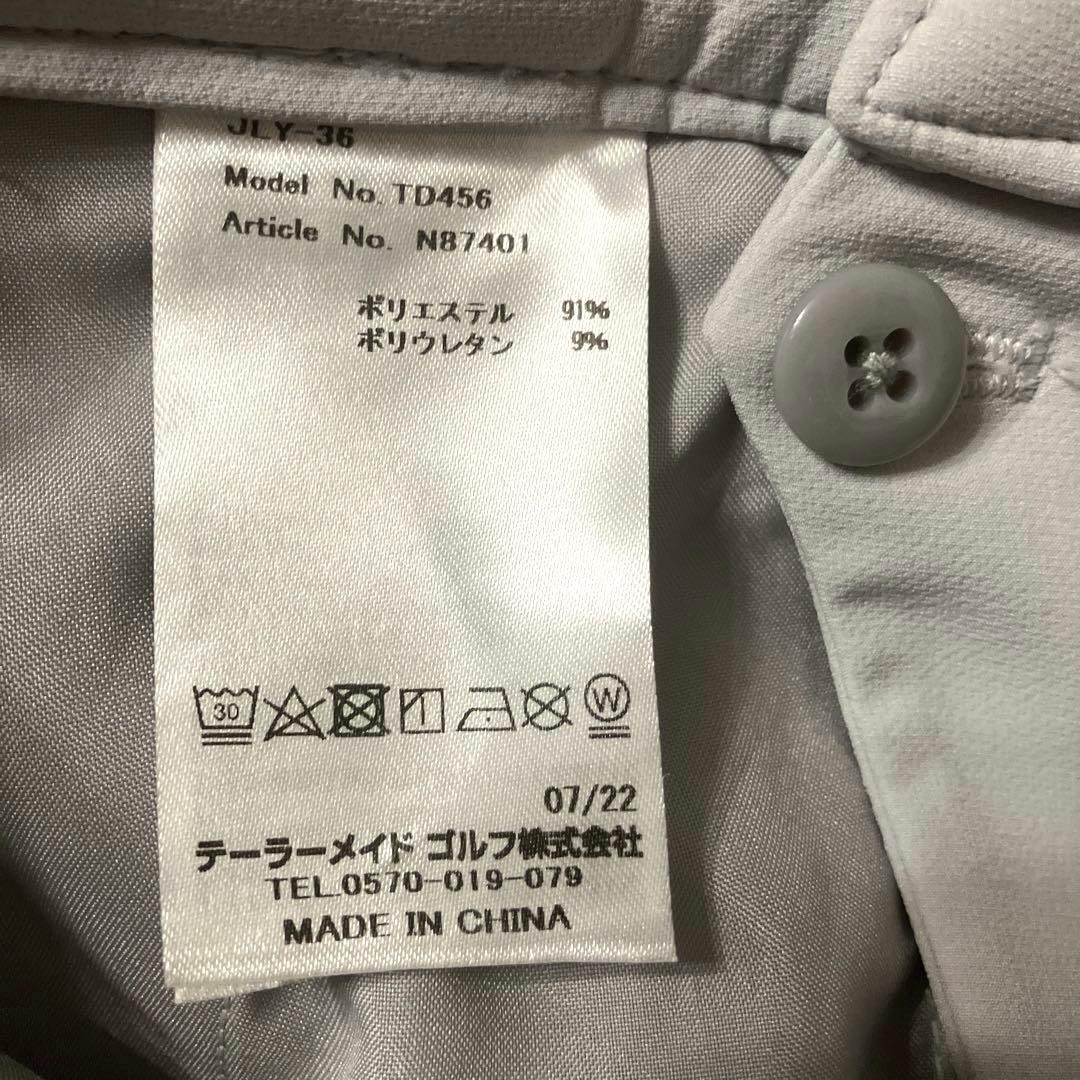 JLY-36
Model No. TD456
Article No. N87401
ポリエステル 91%
ポリウレタン 9%
30 W
07/22
テーラーメイド ゴルフ株式会社
TEL.0570-019-079
MADE IN CHINA